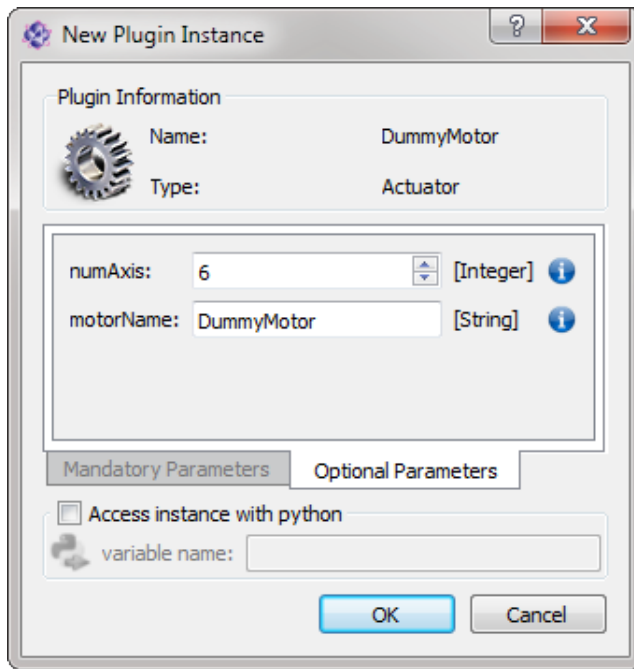 New Plugin Instance
Plugin Information
Name: DummyMotor
Type: Actuator
numAxis: 6 [Integer]
motorName: DummyMotor [String]
Mandatory Parameters Optional Parameters
Access instance with python
variable name:
OK Cancel